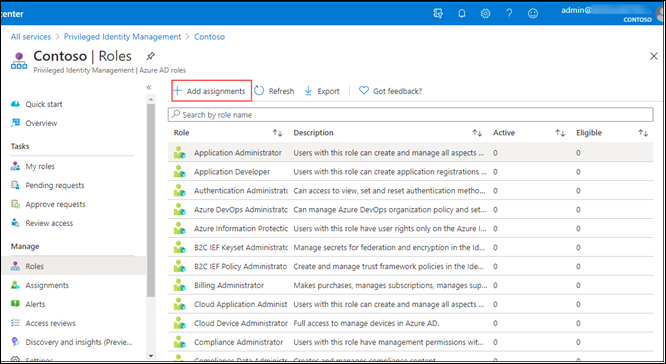 enter
admin@
CONTOSO
All services > Privileged Identity Management > Contoso
Contoso | Roles
Privileged Identity Management | Azure AD roles
Quick start
Overview
Tasks
My roles
Pending requests
Approve requests
Review access
Manage
Roles
Assignments
Alerts
Access reviews
Discovery and insights (Previe...
Settings
Add assignments Refresh Export Got feedback?
Search by role name
Role Description Active Eligible
Application Administrator Users with this role can create and manage all aspects ... 0 0
Application Developer Users with this role can create application registrations ... 0 0
Authentication Administrato Can access to view, set and reset authentication metho... 0 0
Azure DevOps Administrato Can manage Azure DevOps organization policy and set... 0 0
Azure Information Protectic Users with this role have user rights only on the Azure I... 0 0
B2C IEF Keyset Administrato Manage secrets for federation and encryption in the Ide... 0 0
B2C IEF Policy Administrato Create and manage trust framework policies in the Ide... 0 0
Billing Administrator Makes purchases, manages subscriptions, manages sup... 0 0
Cloud Application Administ Users with this role can create and manage all aspects ... 0 0
Cloud Device Administrator Full access to manage devices in Azure AD. 0 0
Compliance Administrator Users with this role have management permissions wit... 0 0
Compliance Data Administr Creates and manages compliance content. 0 0